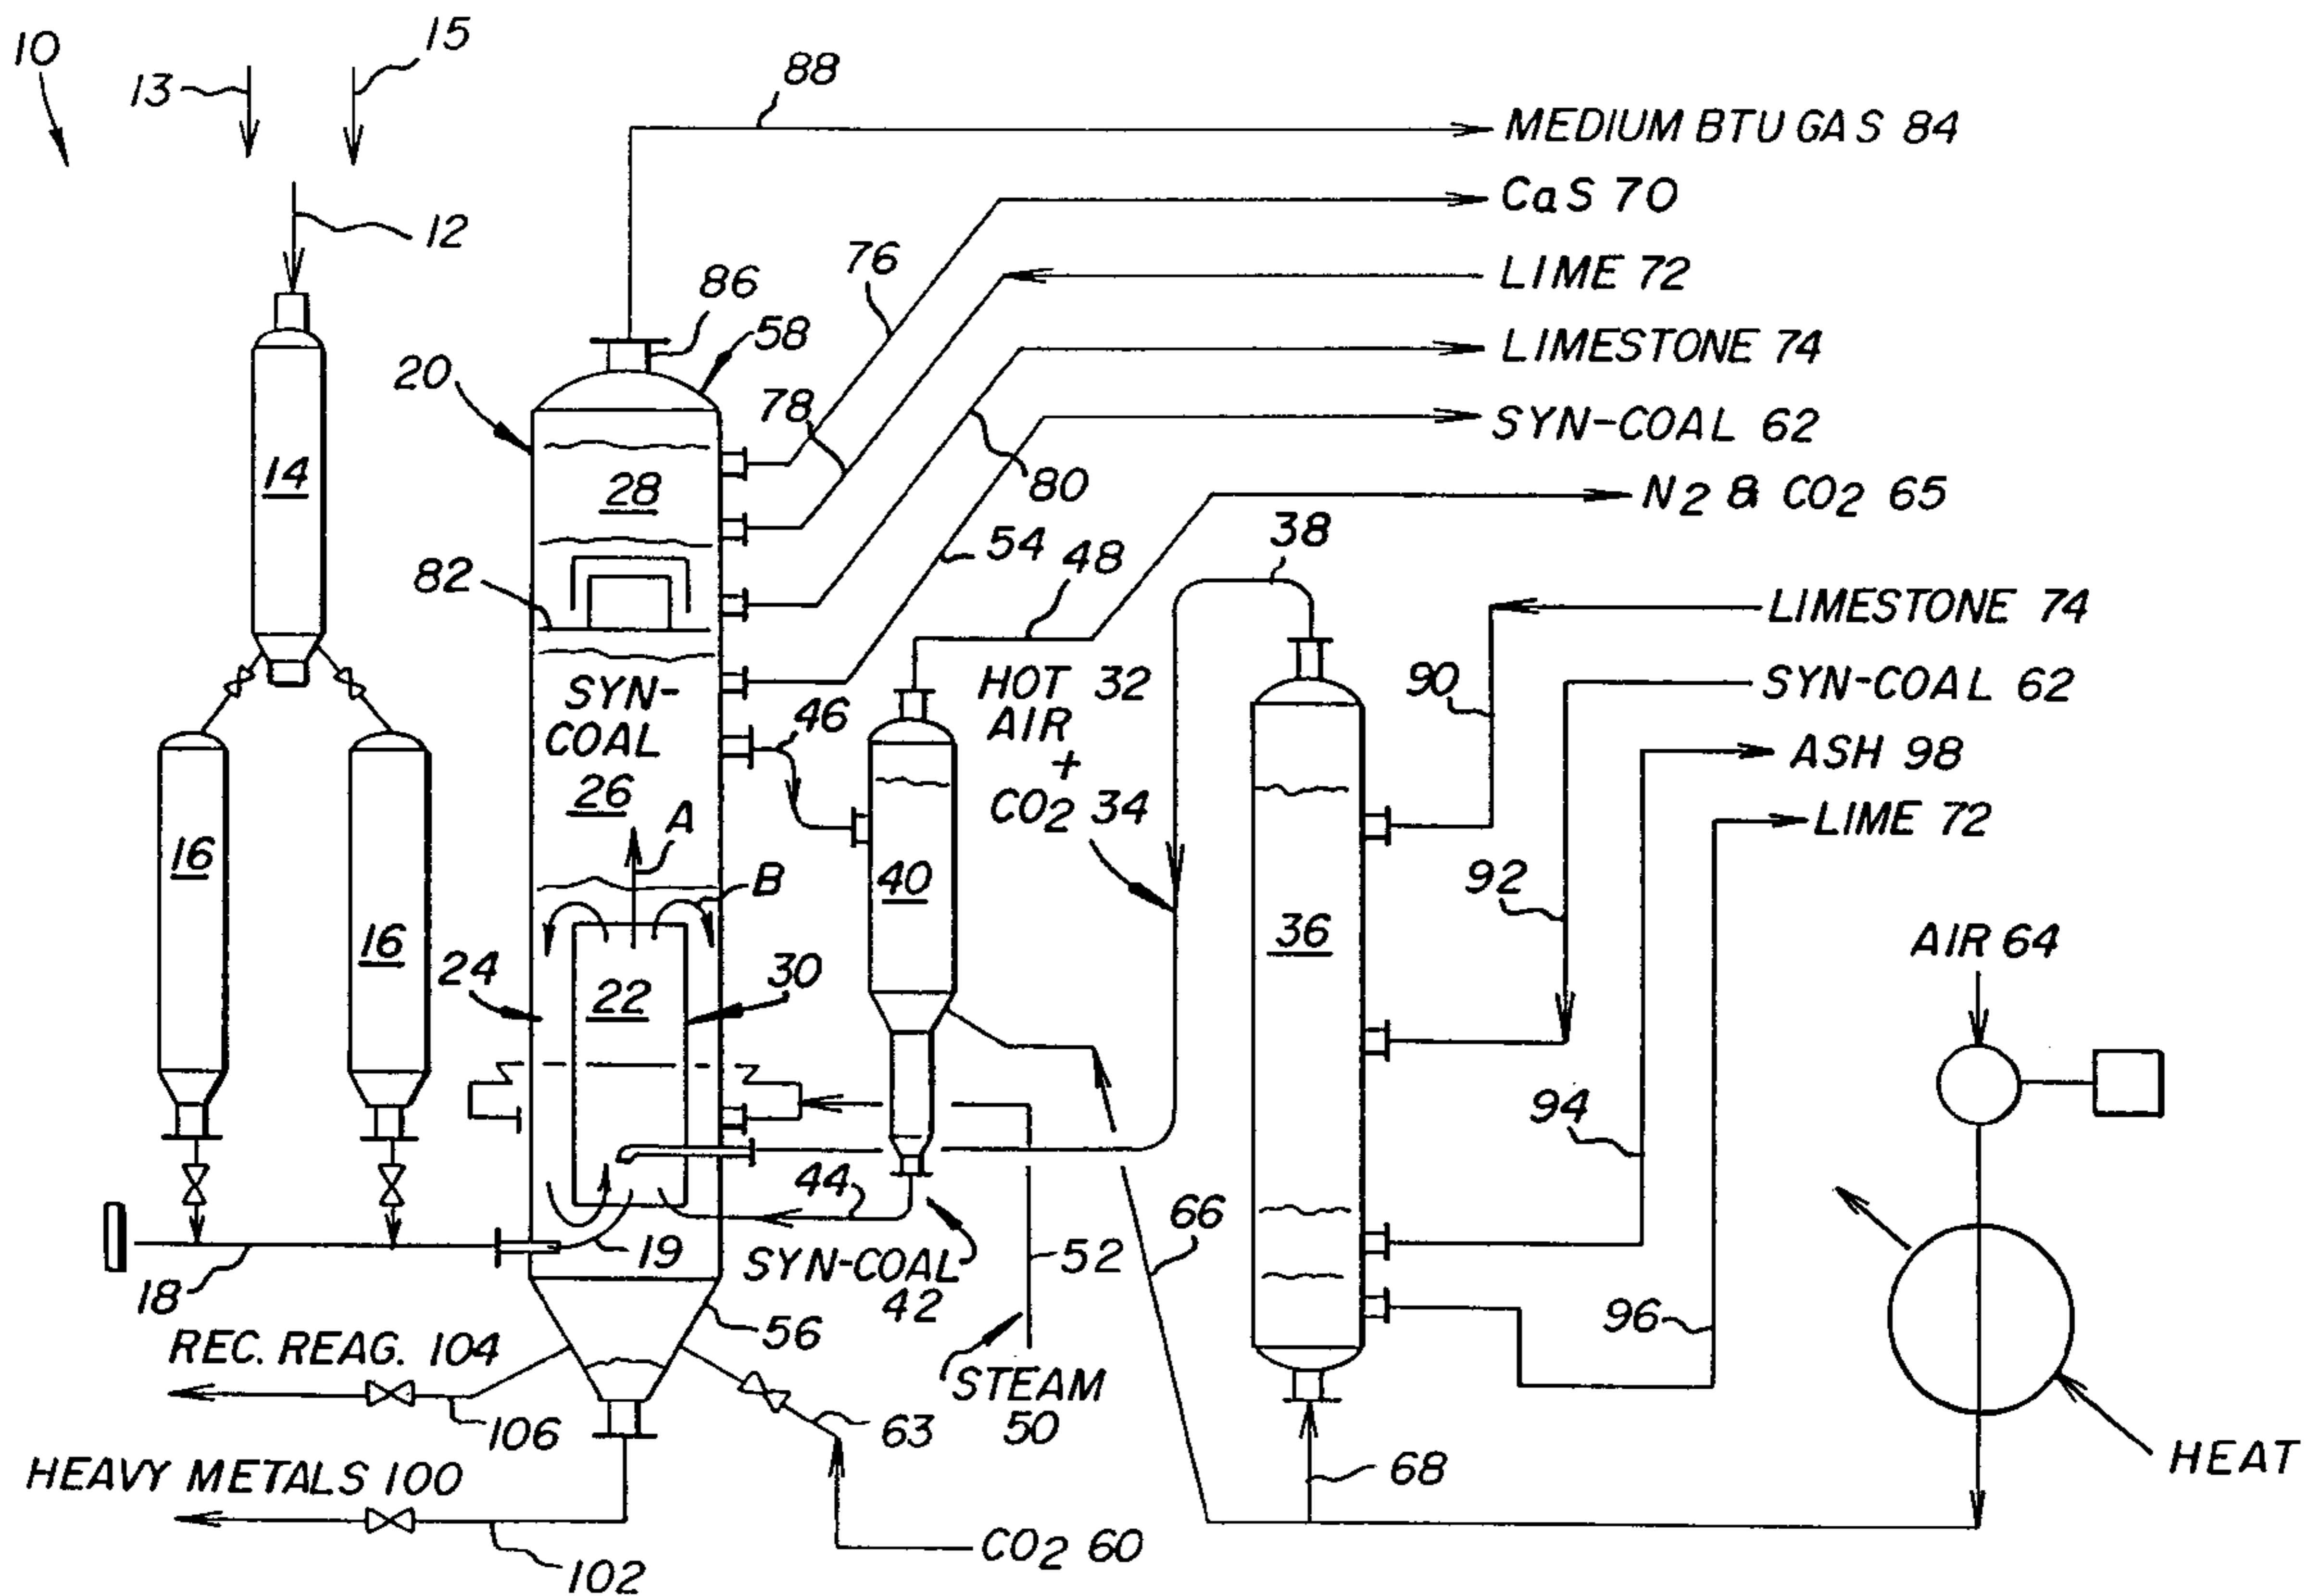 10
13
15
12
88
MEDIUM BTU GAS 84
CaS 70
76
LIME 72
86
58
LIMESTONE 74
20
78
SYN-COAL 62
14
28
80
N2 & CO2 65
54
48
38
82
LIMESTONE 74
SYN-
COAL
26
46
HOT 32
AIR
+
CO2 34
90
SYN-COAL 62
ASH 98
LIME 72
16
A
40
92
B
36
16
AIR 64
24
22
30
94
44
66
18
19
SYN-COAL
42
52
96
56
REC. REAG. 104
STEAM
50
106
63
68
HEAT
HEAVY METALS 100
CO2 60
102